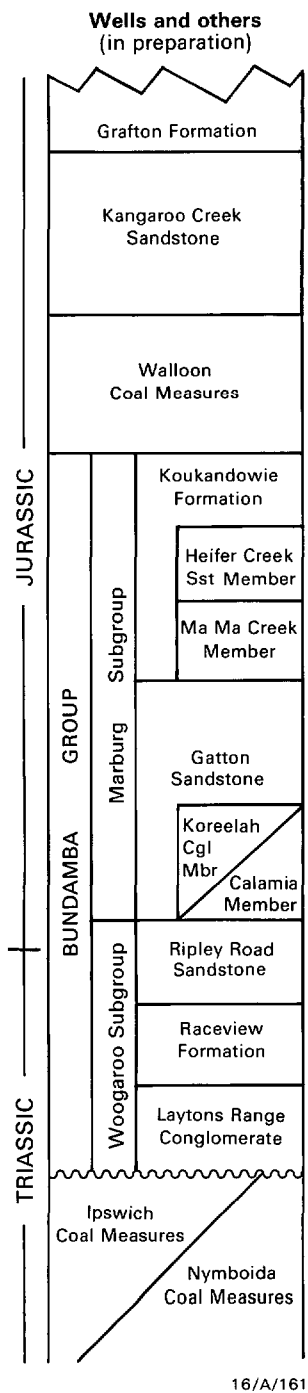 Wells and others
(in preparation)
Grafton Formation
Kangaroo Creek
Sandstone
Walloon
Coal Measures
JURASSIC
BUNDAMBA GROUP
Marburg Subgroup
Koukandowie
Formation
Heifer Creek
Sst Member
Ma Ma Creek
Member
Gatton
Sandstone
Koreelah
Cgl
Mbr
Calamia
Member
TRIASSIC
Woogaroo Subgroup
Ripley Road
Sandstone
Raceview
Formation
Laytons Range
Conglomerate
Ipswich
Coal Measures
Nymboida
Coal Measures
16/A/161